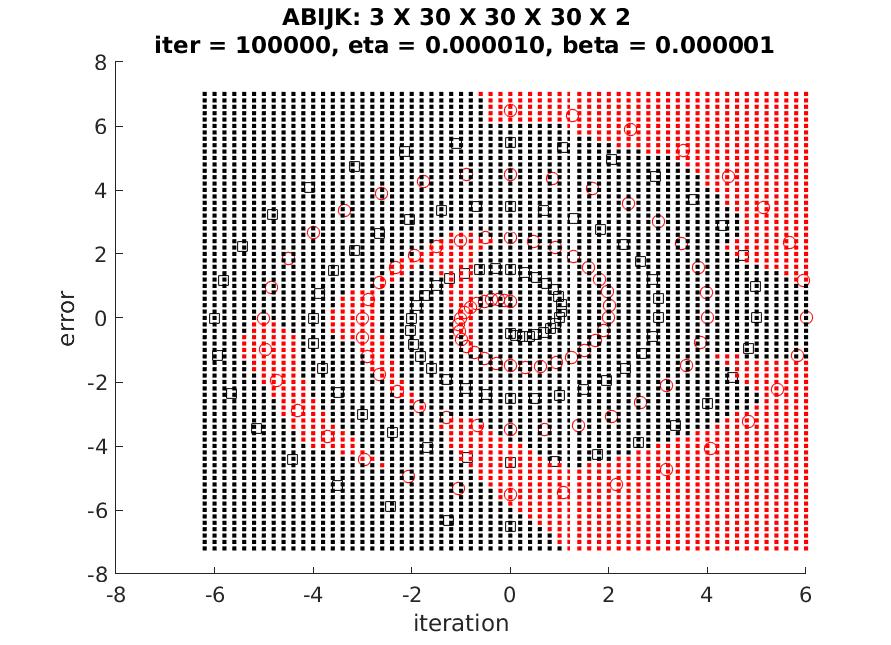 ABIJK: 3 X 30 X 30 X 30 X 2
iter = 100000, eta = 0.000010, beta = 0.000001
8
6
4
2
0
-2
-4
-6
-8
error
-8 -6 -4 -2 0 2 4 6
iteration